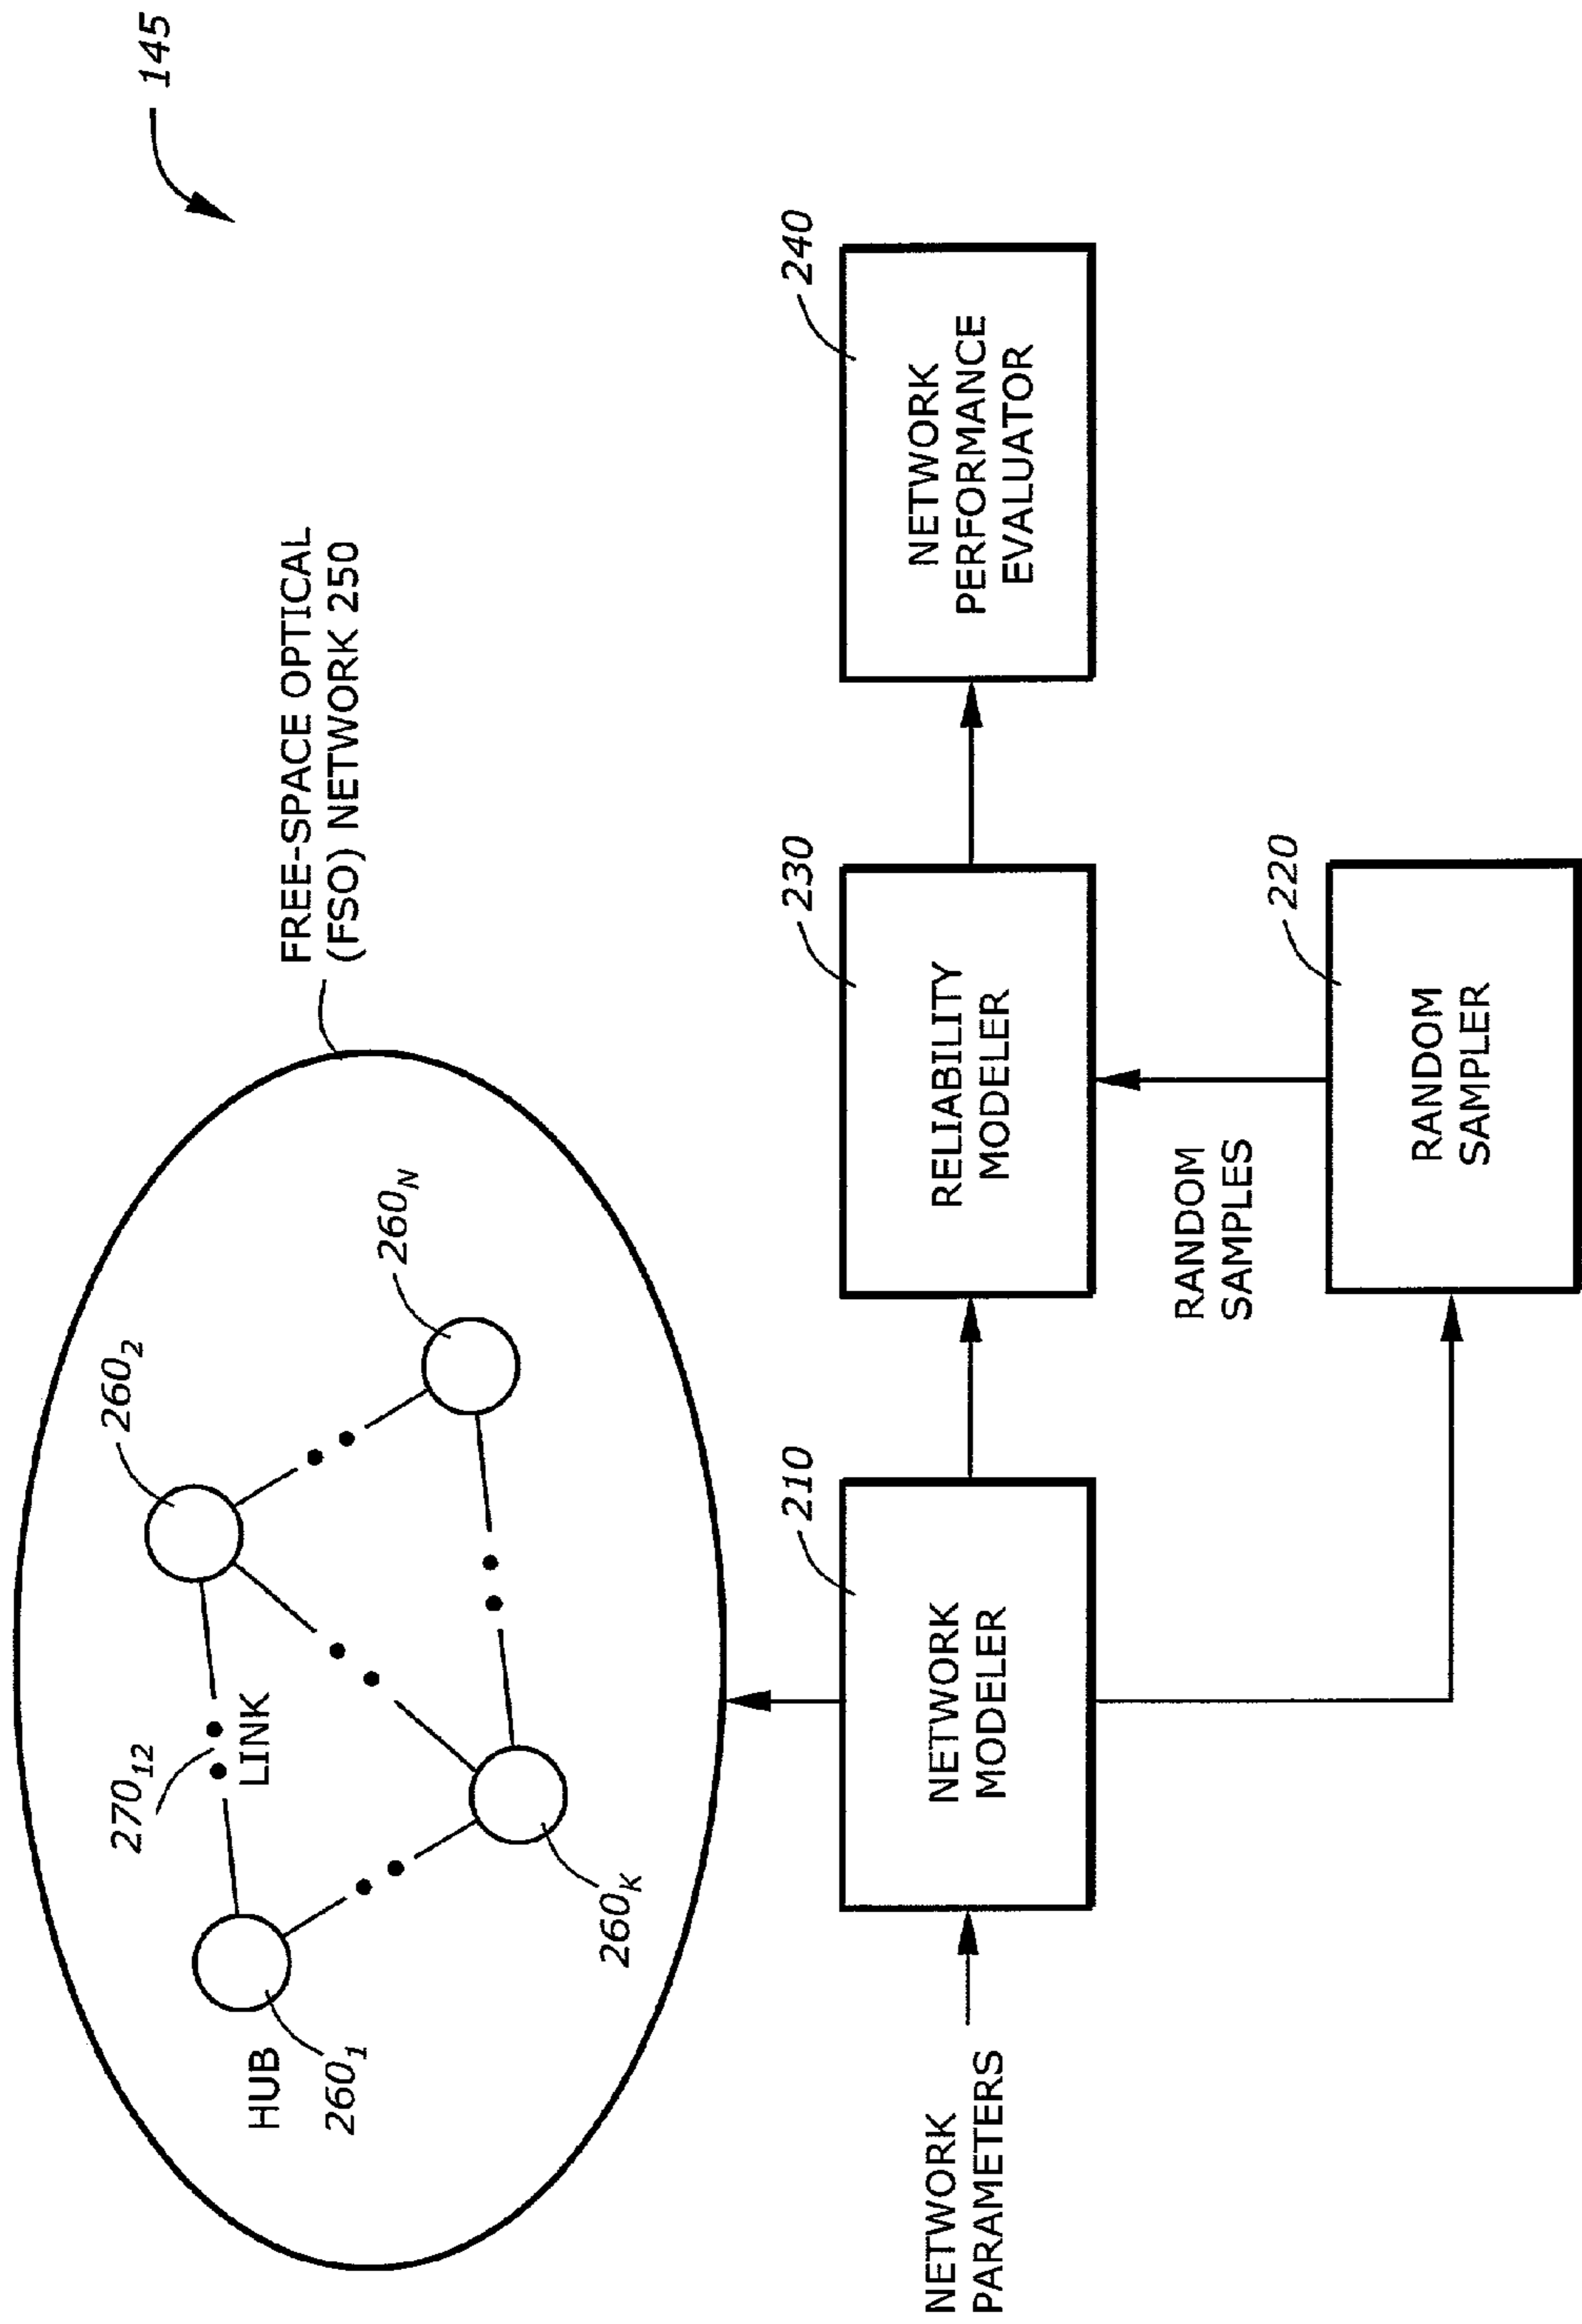 145
FREE-SPACE OPTICAL
(FSO) NETWORK 250
260₂
270₁₂
LINK
260N
HUB
260₁
260K
210
230
240
NETWORK
PARAMETERS
NETWORK
MODELER
RELIABILITY
MODELER
NETWORK
PERFORMANCE
EVALUATOR
RANDOM
SAMPLES
220
RANDOM
SAMPLER